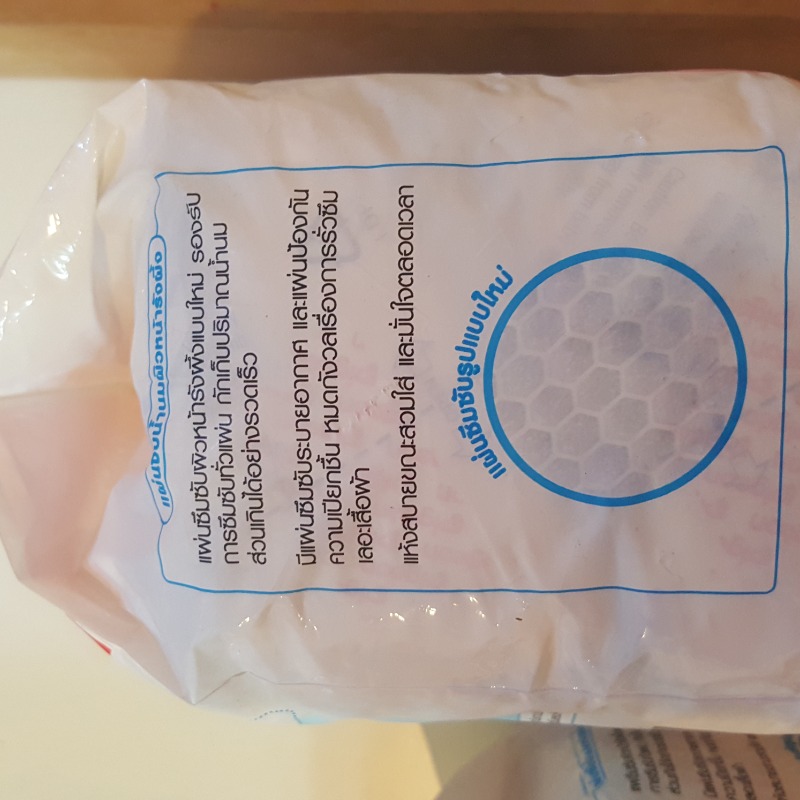 แผ่นซับน้ำนมผิวหน้ารังผึ้ง
แผ่นซึมซับผิวหน้ารังผึ้งแบบใหม่ รองรับ
การซึมซับทั่วแผ่น กักเก็บปริมาณน้ำนม
ส่วนเกินได้อย่างรวดเร็ว
มีแผ่นซึมซับระบายอากาศ และแผ่นป้องกัน
ความเปียกชื้น หมดกังวลเรื่องการรั่วซึม
เลอะเสื้อผ้า
แห้งสบายขณะสวมใส่ และมั่นใจตลอดเวลา
แผ่นซึมซับรูปแบบใหม่